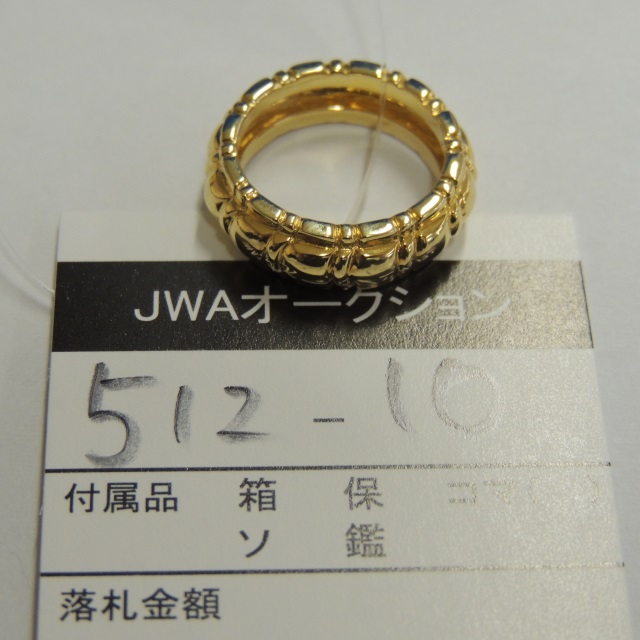 JWAオークション
512-10
付属品 箱 保
ソ 鑑
落札金額